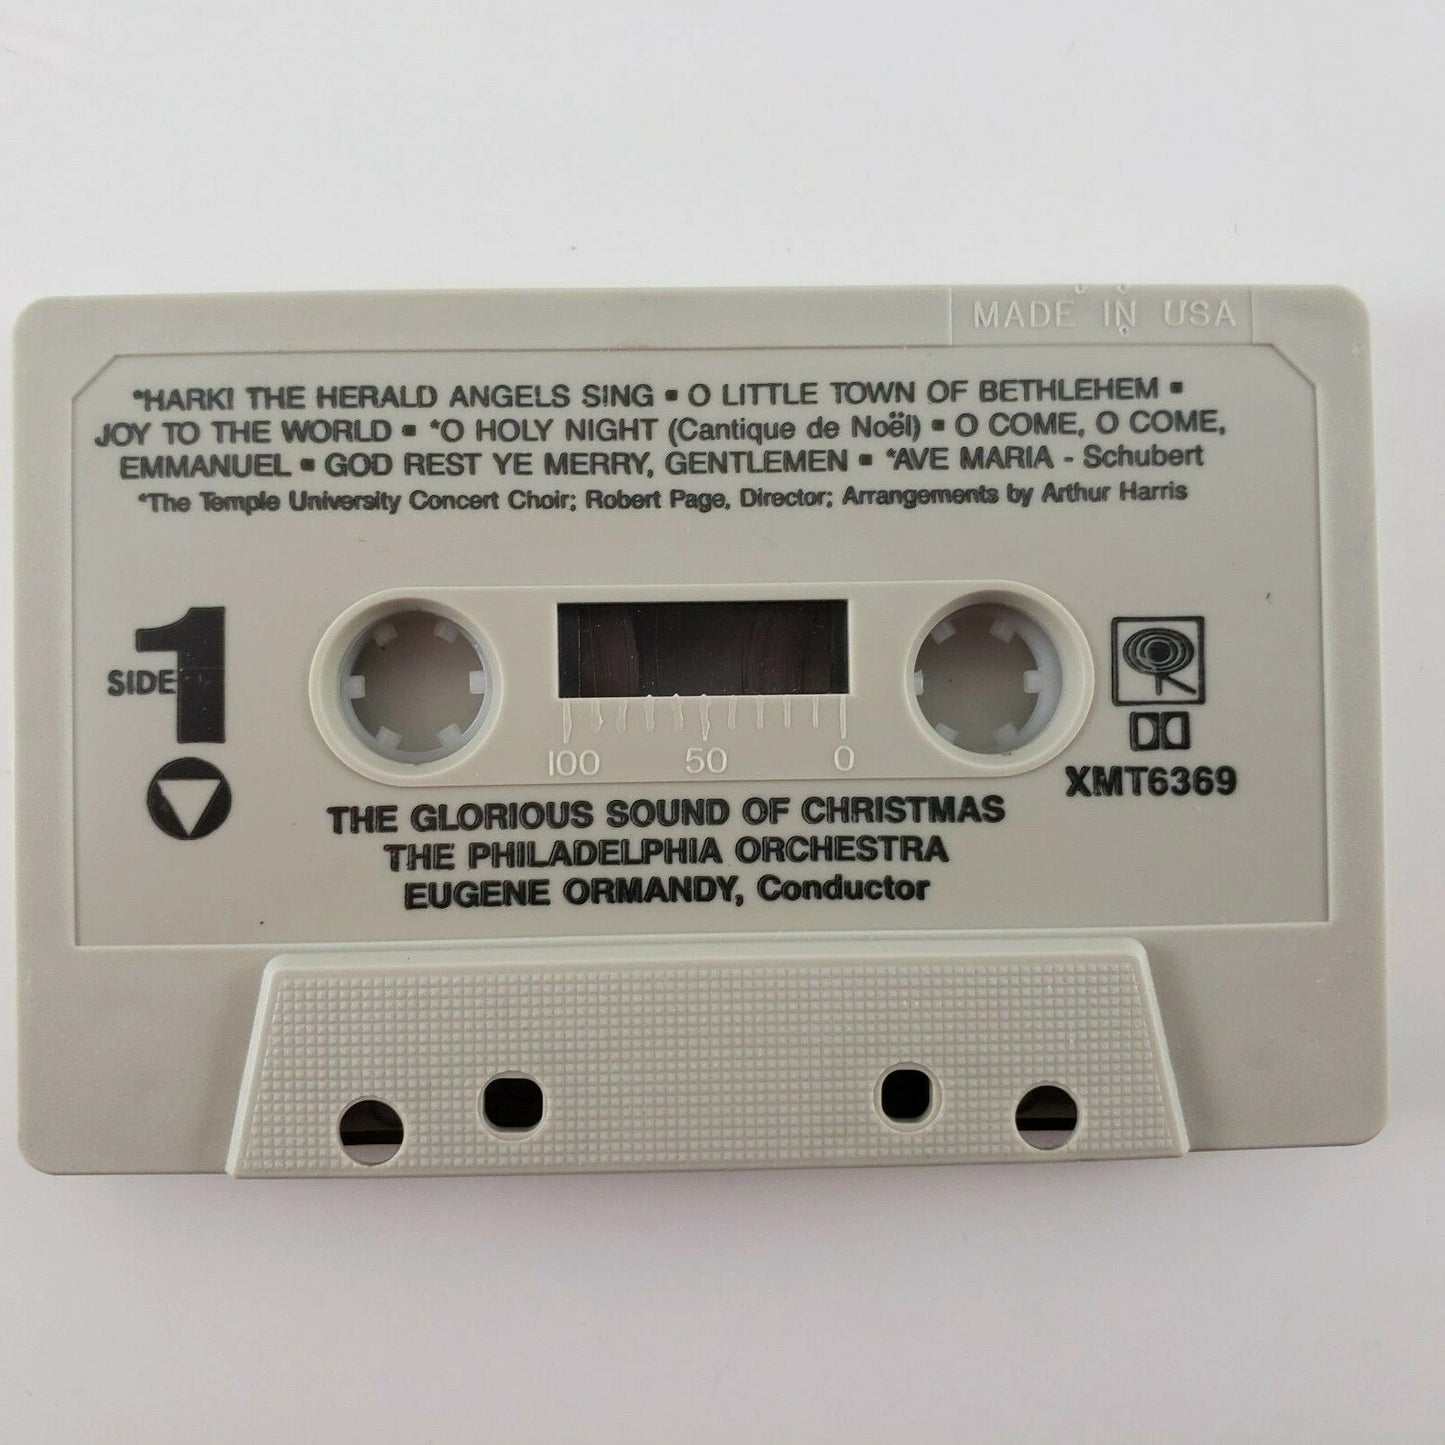 MADE IN USA
*HARK! THE HERALD ANGELS SING ▪ O LITTLE TOWN OF BETHLEHEM ▪
JOY TO THE WORLD ▪ *O HOLY NIGHT (Cantique de Noël) ▪ O COME, O COME,
EMMANUEL ▪ GOD REST YE MERRY, GENTLEMEN ▪ *AVE MARIA - Schubert
*The Temple University Concert Choir; Robert Page, Director; Arrangements by Arthur Harris
SIDE 1
100 50 0
XMT6369
THE GLORIOUS SOUND OF CHRISTMAS
THE PHILADELPHIA ORCHESTRA
EUGENE ORMANDY, Conductor